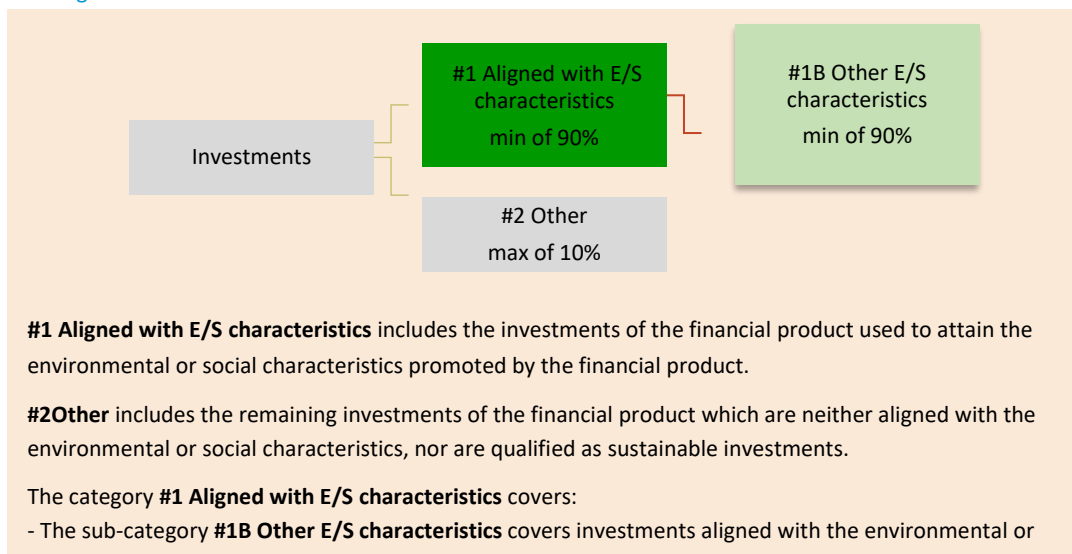 #1 Aligned with E/S
characteristics
min of 90%
#1B Other E/S
characteristics
min of 90%
Investments
#2 Other
max of 10%
#1 Aligned with E/S characteristics includes the investments of the financial product used to attain the
environmental or social characteristics promoted by the financial product.
#2Other includes the remaining investments of the financial product which are neither aligned with the
environmental or social characteristics, nor are qualified as sustainable investments.
The category #1 Aligned with E/S characteristics covers:
- The sub-category #1B Other E/S characteristics covers investments aligned with the environmental or